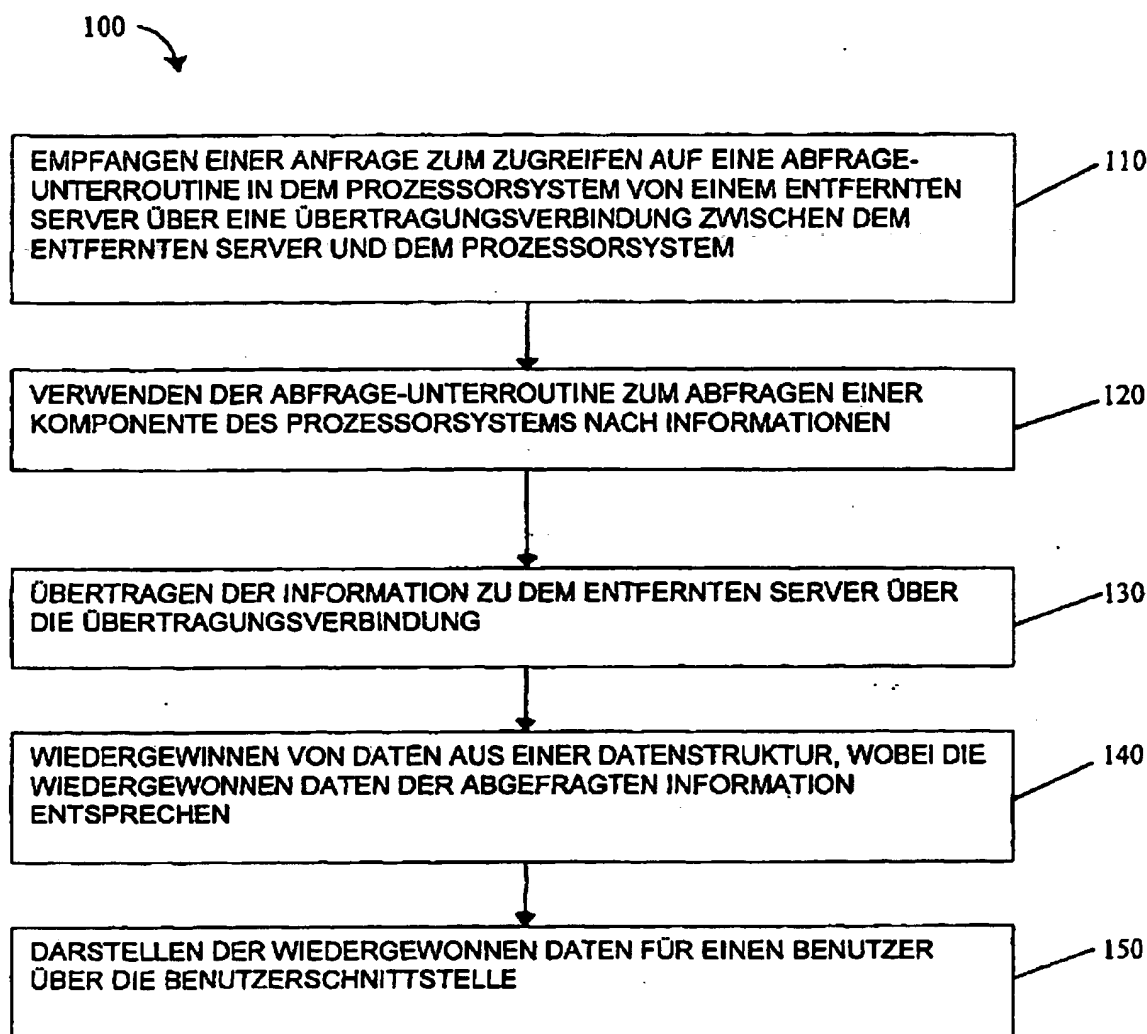 100
EMPFANGEN EINER ANFRAGE ZUM ZUGREIFEN AUF EINE ABFRAGE-
UNTERROUTINE IN DEM PROZESSORSYSTEM VON EINEM ENTFERNTEN
SERVER ÜBER EINE ÜBERTRAGUNGSVERBINDUNG ZWISCHEN DEM
ENTFERNTEN SERVER UND DEM PROZESSORSYSTEM
110
VERWENDEN DER ABFRAGE-UNTERROUTINE ZUM ABFRAGEN EINER
KOMPONENTE DES PROZESSORSYSTEMS NACH INFORMATIONEN
120
ÜBERTRAGEN DER INFORMATION ZU DEM ENTFERNTEN SERVER ÜBER
DIE ÜBERTRAGUNGSVERBINDUNG
130
WIEDERGEWINNEN VON DATEN AUS EINER DATENSTRUKTUR, WOBEI DIE
WIEDERGEWONNEN DATEN DER ABGEFRAGTEN INFORMATION
ENTSPRECHEN
140
DARSTELLEN DER WIEDERGEWONNEN DATEN FÜR EINEN BENUTZER
ÜBER DIE BENUTZERSCHNITTSTELLE
150